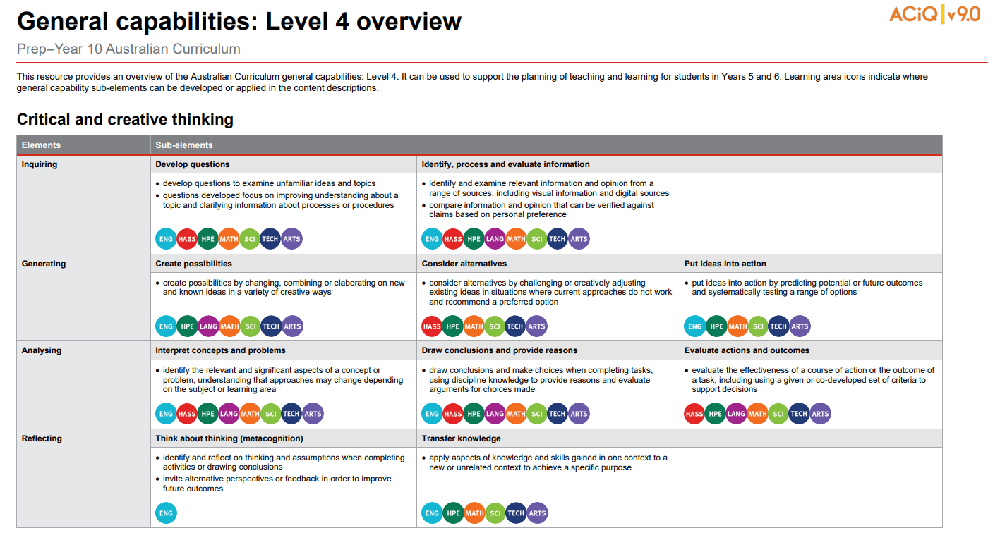 General capabilities: Level 4 overview
ACiQ v9.0
Prep–Year 10 Australian Curriculum
This resource provides an overview of the Australian Curriculum general capabilities: Level 4. It can be used to support the planning of teaching and learning for students in Years 5 and 6. Learning area icons indicate where
general capability sub-elements can be developed or applied in the content descriptions.
Critical and creative thinking
Elements Sub-elements
Inquiring
Develop questions
• develop questions to examine unfamiliar ideas and topics
• questions developed focus on improving understanding about a
topic and clarifying information about processes or procedures
ENG HASS HPE MATH SCI TECH ARTS
Identify, process and evaluate information
• identify and examine relevant information and opinion from a
range of sources, including visual information and digital sources
• compare information and opinion that can be verified against
claims based on personal preference
ENG HASS HPE LANG MATH SCI TECH ARTS
Generating
Create possibilities
• create possibilities by changing, combining or elaborating on new
and known ideas in a variety of creative ways
ENG HPE LANG MATH SCI TECH ARTS
Consider alternatives
• consider alternatives by challenging or creatively adjusting
existing ideas in situations where current approaches do not work
and recommend a preferred option
HASS HPE MATH SCI TECH ARTS
Put ideas into action
• put ideas into action by predicting potential or future outcomes
and systematically testing a range of options
ENG HPE MATH SCI TECH ARTS
Analysing
Interpret concepts and problems
• identify the relevant and significant aspects of a concept or
problem, understanding that approaches may change depending
on the subject or learning area
ENG HASS HPE LANG MATH SCI TECH ARTS
Draw conclusions and provide reasons
• draw conclusions and make choices when completing tasks,
using discipline knowledge to provide reasons and evaluate
arguments for choices made
ENG HASS HPE LANG MATH SCI TECH ARTS
Evaluate actions and outcomes
• evaluate the effectiveness of a course of action or the outcome of
a task, including using a given or co-developed set of criteria to
support decisions
HASS HPE LANG MATH SCI TECH ARTS
Reflecting
Think about thinking (metacognition)
• identify and reflect on thinking and assumptions when completing
activities or drawing conclusions
• invite alternative perspectives or feedback in order to improve
future outcomes
ENG
Transfer knowledge
• apply aspects of knowledge and skills gained in one context to a
new or unrelated context to achieve a specific purpose
ENG HPE MATH SCI TECH ARTS